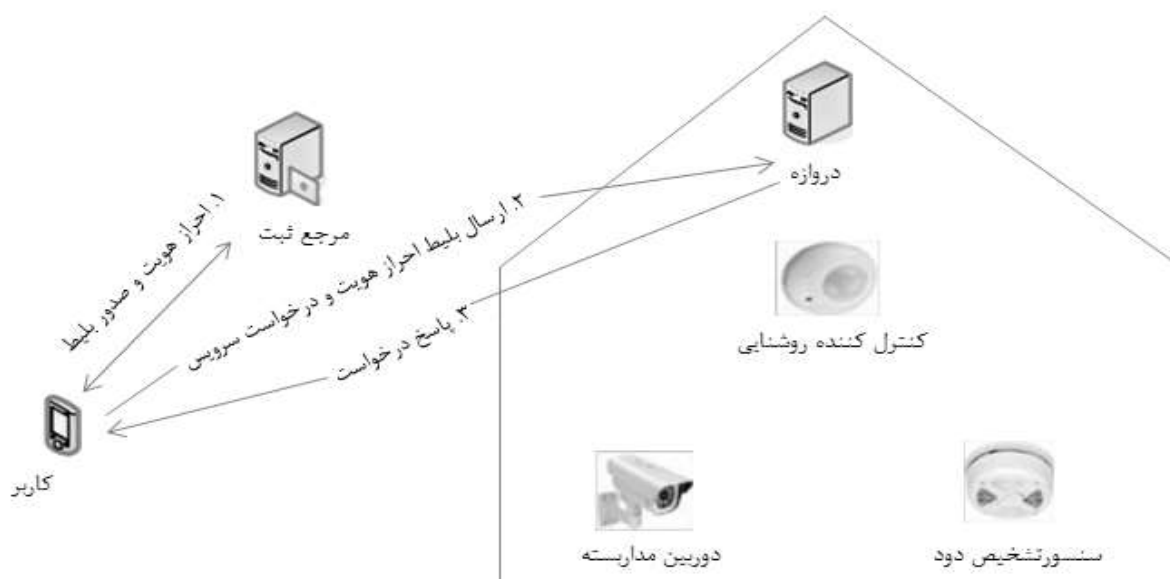 دروازه
مرجع ثبت
۱. احراز هویت و صدور بلیط
۲. ارسال بلیط احراز هویت و درخواست سرویس
۳. پاسخ درخواست
کنترل کننده روشنایی
کاربر
دوربین مداربسته
سنسورتشخیص دود